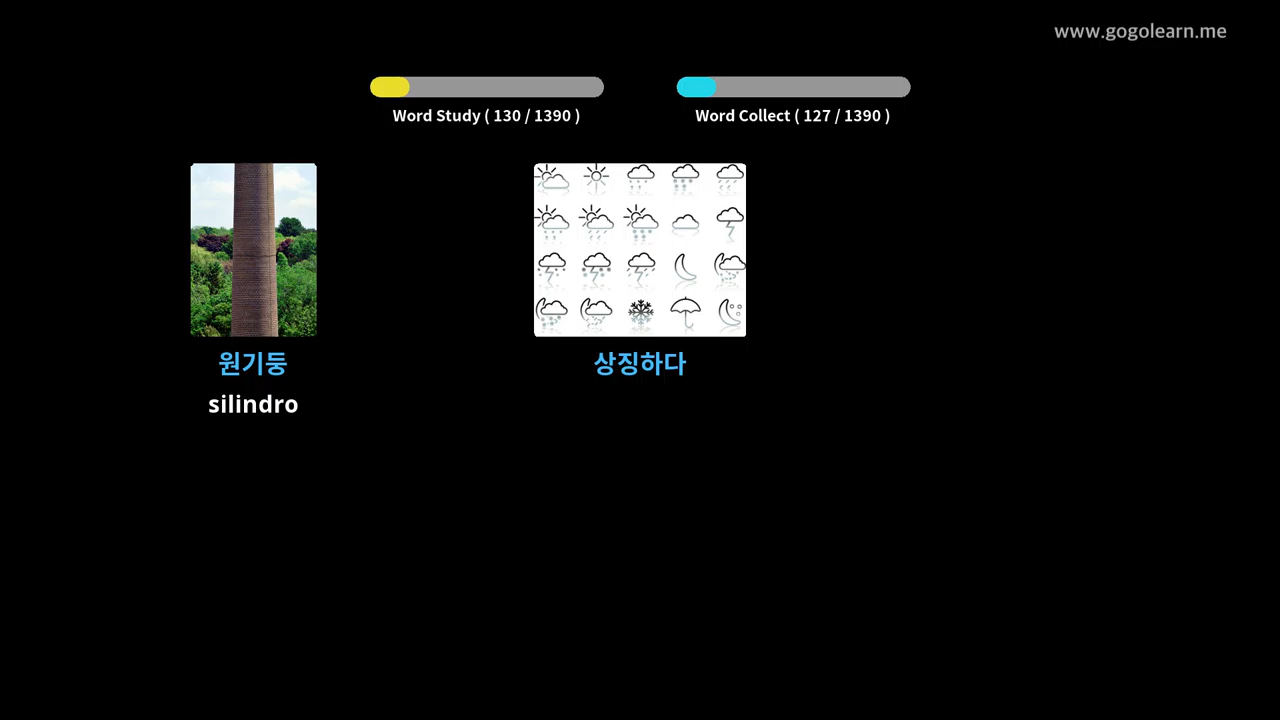 www.gogolearn.me
Word Study ( 130 / 1390 )
Word Collect ( 127 / 1390 )
원기둥
상징하다
silindro